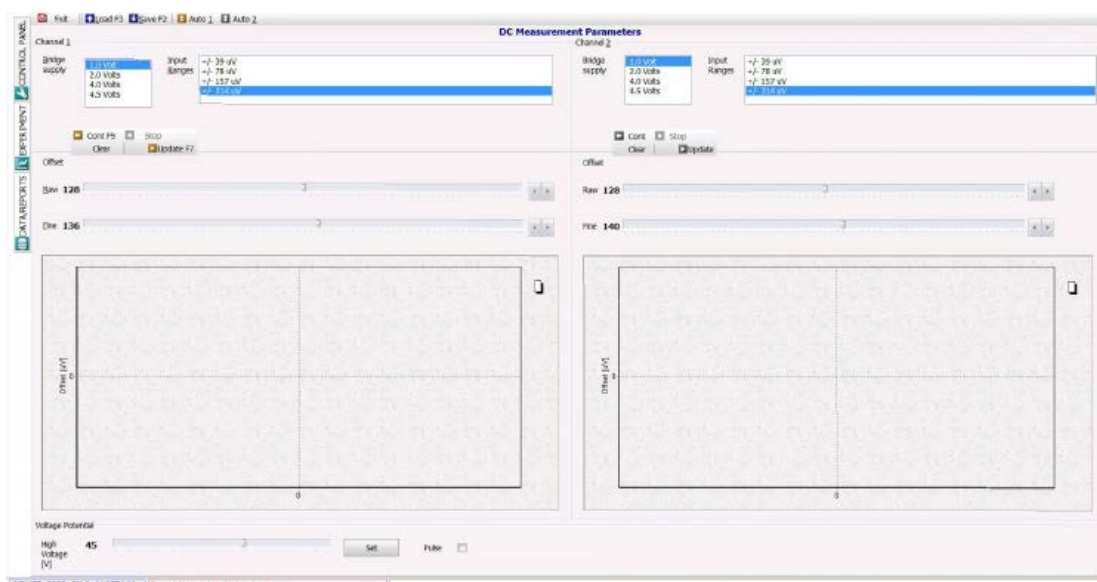 Exit Load F3 Save F2 Auto 1 Auto 2
DC Measurement Parameters
CONTROL PANEL
EXPERIMENT
DATA/REPORTS
Channel 1
Bridge supply
1.0 Volt
2.0 Volts
4.0 Volts
4.5 Volts
Input Ranges
+/- 39 uV
+/- 78 uV
+/- 157 uV
+/- 314 uV
Cont F9 Stop
Clear Update F7
Offset
Raw 128
Fine 136
Offset [uV]
0
0
Channel 2
Bridge supply
1.0 Volt
2.0 Volts
4.0 Volts
4.5 Volts
Input Ranges
+/- 39 uV
+/- 78 uV
+/- 157 uV
+/- 314 uV
Cont Stop
Clear Update
Offset
Raw 128
Fine 140
Offset [uV]
0
0
Voltage Potential
High Voltage [V]
45
Set
Pulse